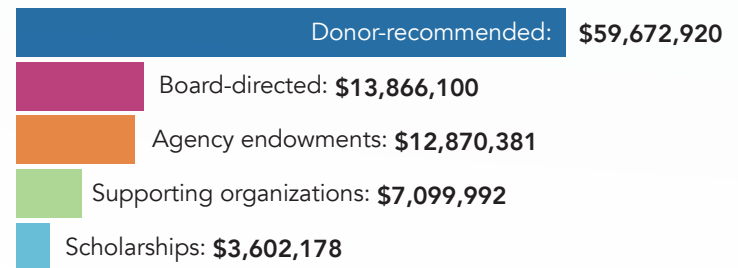 Donor-recommended: $59,672,920
Board-directed: $13,866,100
Agency endowments: $12,870,381
Supporting organizations: $7,099,992
Scholarships: $3,602,178